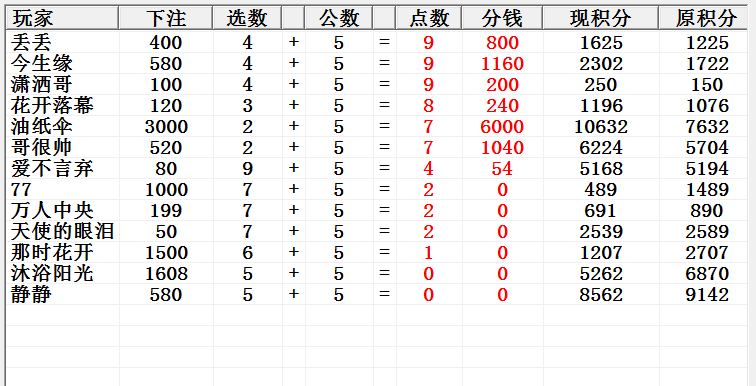 玩家 下注 选数 公数 点数 分钱 现积分 原积分
丢丢 400 4 + 5 = 9 800 1625 1225
今生缘 580 4 + 5 = 9 1160 2302 1722
潇洒哥 100 4 + 5 = 9 200 250 150
花开落幕 120 3 + 5 = 8 240 1196 1076
油纸伞 3000 2 + 5 = 7 6000 10632 7632
哥很帅 520 2 + 5 = 7 1040 6224 5704
爱不言弃 80 9 + 5 = 4 54 5168 5194
77 1000 7 + 5 = 2 0 489 1489
万人中央 199 7 + 5 = 2 0 691 890
天使的眼泪 50 7 + 5 = 2 0 2539 2589
那时花开 1500 6 + 5 = 1 0 1207 2707
沐浴阳光 1608 5 + 5 = 0 0 5262 6870
静静 580 5 + 5 = 0 0 8562 9142